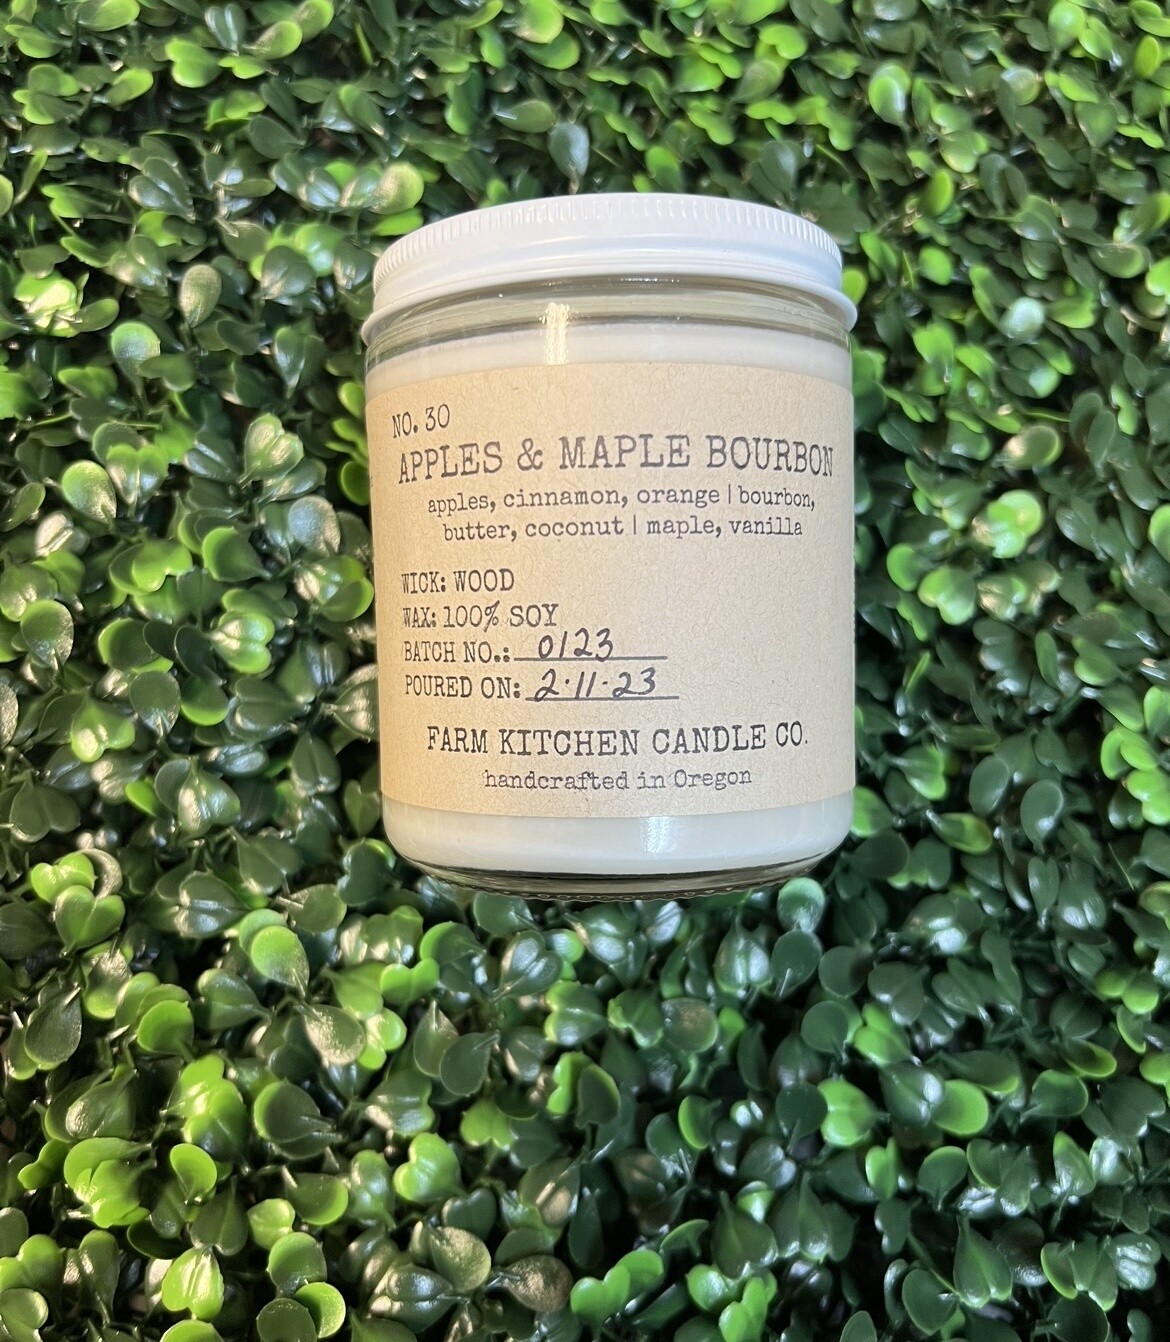 NO. 30
APPLES & MAPLE BOURBON
apples, cinnamon, orange | bourbon,
butter, coconut | maple, vanilla
WICK: WOOD
WAX: 100% SOY
BATCH NO.: 0123
POURED ON: 2·11·23
FARM KITCHEN CANDLE CO.
handcrafted in Oregon